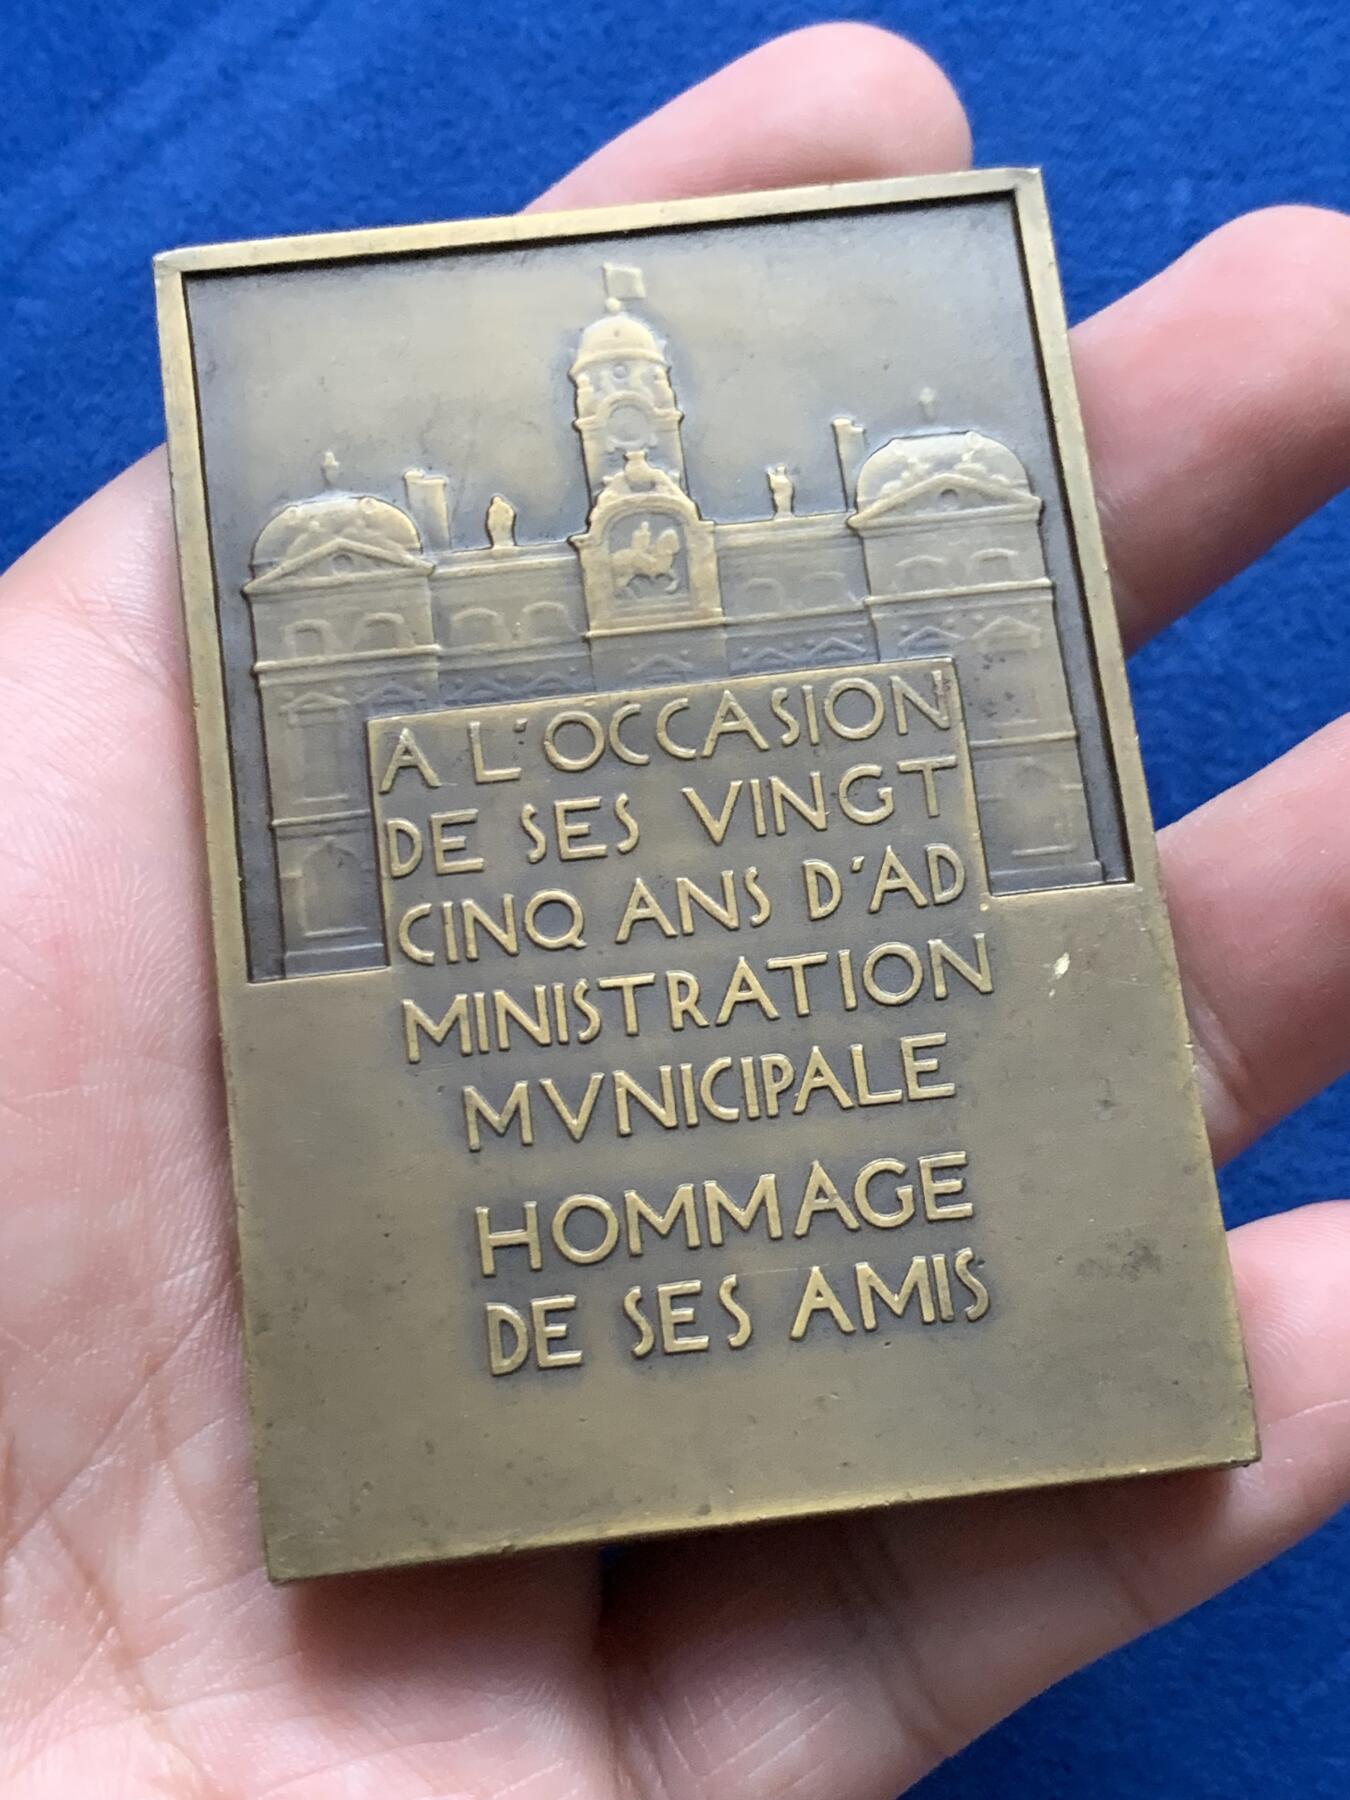 A L'OCCASION
DE SES VINGT
CINQ ANS D'AD
MINISTRATION
MVNICIPALE
HOMMAGE
DE SES AMIS